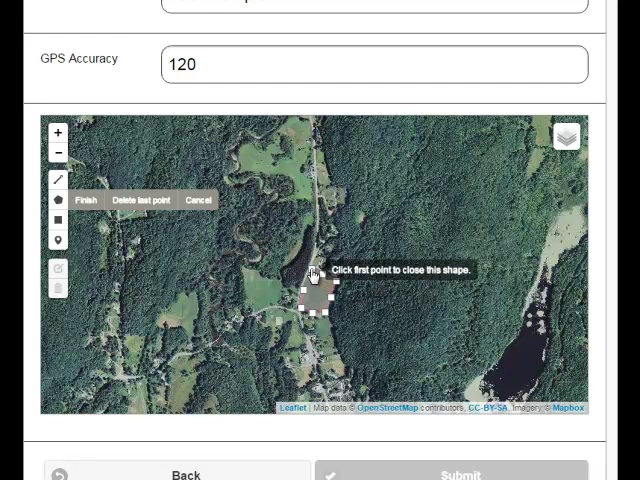 GPS Accuracy
120
+
−
Finish Delete last point Cancel
Click first point to close this shape.
Leaflet | Map data © OpenStreetMap contributors, CC-BY-SA, Imagery © Mapbox
Back
Submit